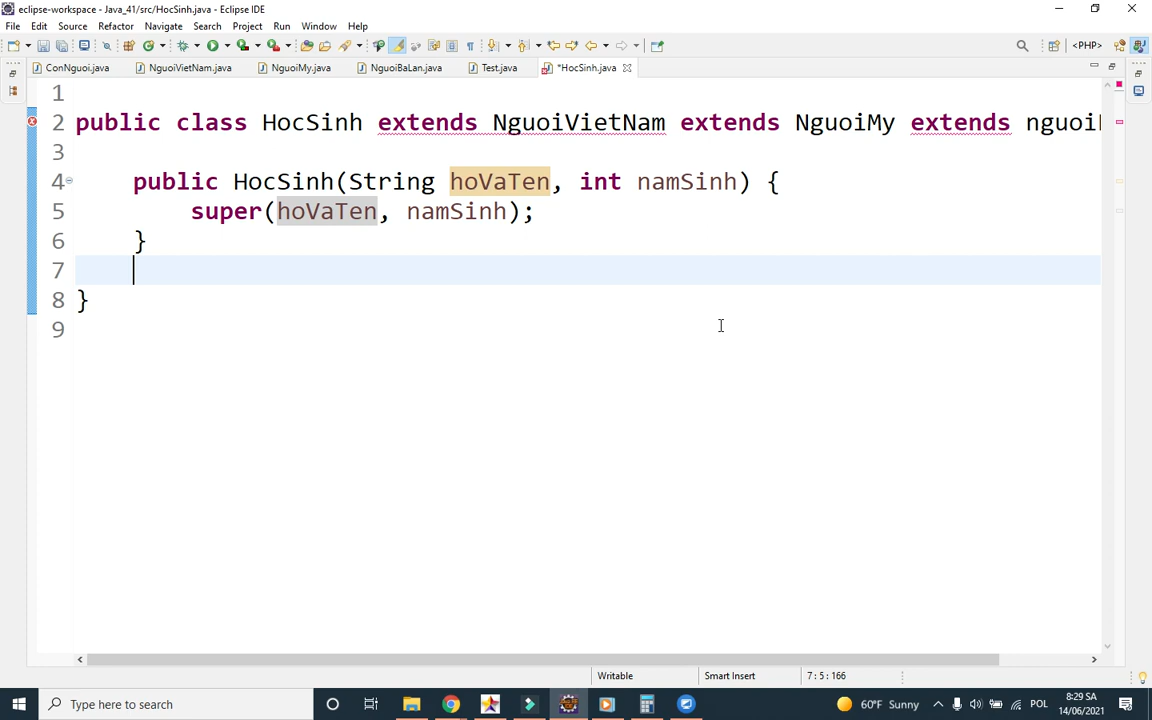 eclipse-workspace - Java_41/src/HocSinh.java - Eclipse IDE
File Edit Source Refactor Navigate Search Project Run Window Help
<PHP>
ConNguoi.java NguoiVietNam.java NguoiMy.java NguoiBaLan.java Test.java *HocSinh.java
1
2 public class HocSinh extends NguoiVietNam extends NguoiMy extends
3
4 public HocSinh(String hoVaTen, int namSinh) {
5 super(hoVaTen, namSinh);
6 }
7
8 }
9
Writable Smart Insert 7 : 5 : 166
Type here to search 60°F Sunny POL 8:29 SA
14/06/2021